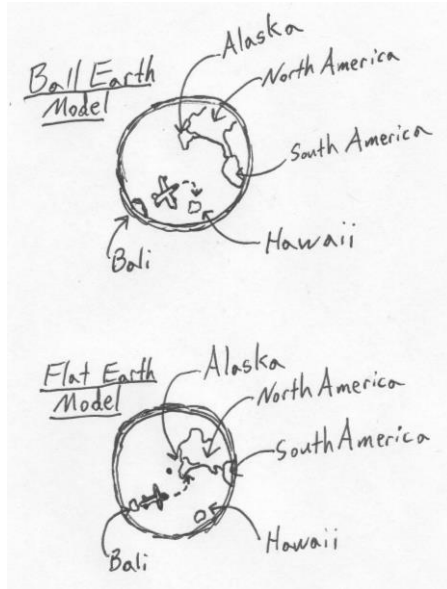 Ball Earth
Model
Alaska
North America
South America
Hawaii
Bali
Flat Earth
Model
Alaska
North America
South America
Hawaii
Bali